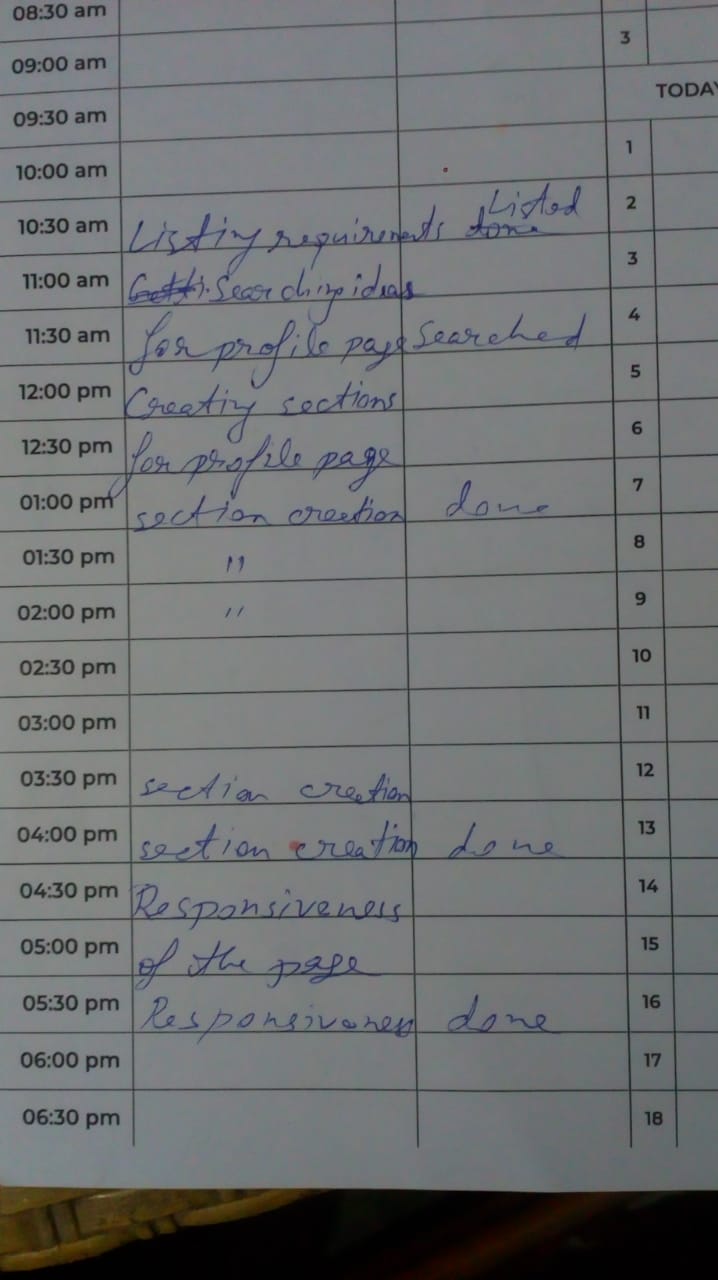 08:30 am
3
09:00 am
TODAY
09:30 am
1
10:00 am
2
10:30 am Listing requirements done Listed
3
11:00 am Searching ideas
4
11:30 am for profile page Searched
5
12:00 pm Creating sections
6
12:30 pm for profile page
7
01:00 pm section creation done
8
01:30 pm "
9
02:00 pm "
10
02:30 pm
11
03:00 pm
12
03:30 pm section creation
13
04:00 pm section creation done
14
04:30 pm Responsiveness
15
05:00 pm of the page
16
05:30 pm Responsiveness done
17
06:00 pm
18
06:30 pm